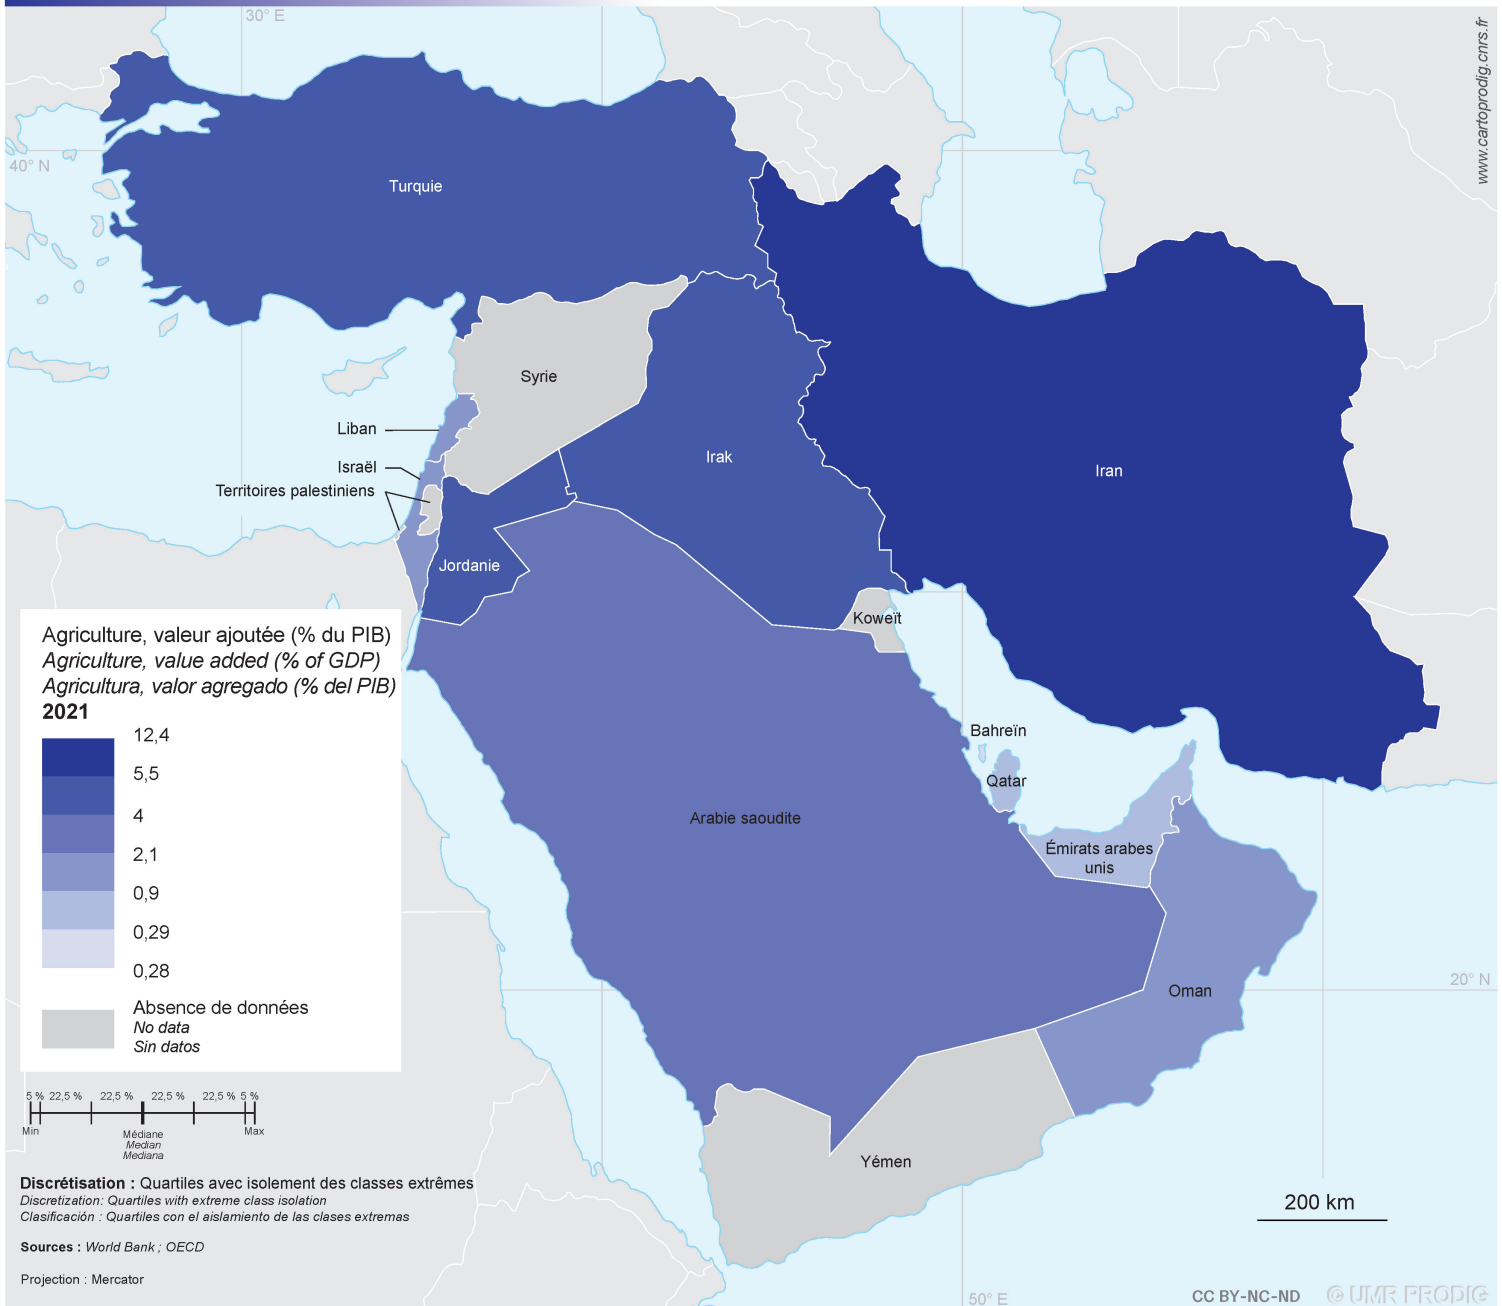 30° E
www.cartoprodig.cnrs.fr
40° N
Turquie
Syrie
Liban
Irak
Iran
Israël
Territoires palestiniens
Jordanie
Koweït
Agriculture, valeur ajoutée (% du PIB)
Agriculture, value added (% of GDP)
Agricultura, valor agregado (% del PIB)
2021
12,4
5,5
4
2,1
0,9
0,29
0,28
Absence de données
No data
Sin datos
Bahreïn
Qatar
Arabie saoudite
Émirats arabes
unis
20° N
Oman
Yémen
5 % 22,5 % 22,5 % 22,5 % 22,5 % 5 %
Min
Max
Médiane
Median
Mediana
Discrétisation : Quartiles avec isolement des classes extrêmes
Discretization: Quartiles with extreme class isolation
Clasificación : Quartiles con el aislamiento de las clases extremas
200 km
Sources : World Bank ; OECD
Projection : Mercator
50° E
CC BY-NC-ND
© UMR PRODIG